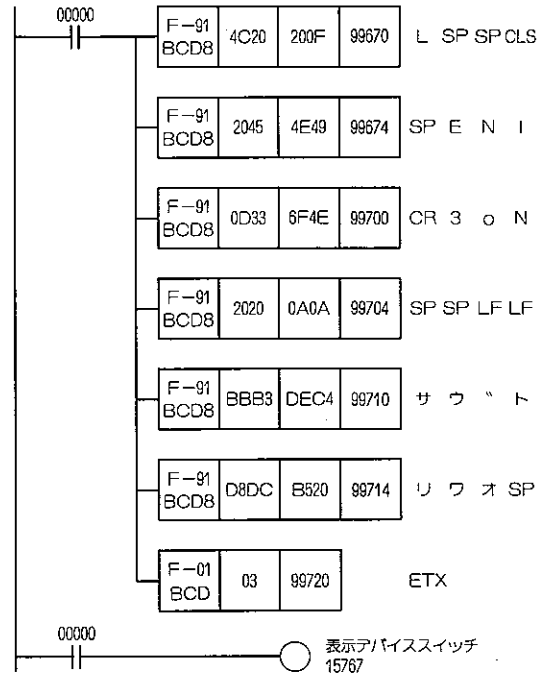 00000
F-91 BCD8 4C20 200F 99670 L SP SP CLS
F-91 BCD8 2045 4E49 99674 SP E N I
F-91 BCD8 0D33 6F4E 99700 CR 3 o N
F-91 BCD8 2020 0A0A 99704 SP SP LF LF
F-91 BCD8 BBB3 DEC4 99710 サ ウ ゛ ト
F-91 BCD8 D8DC B520 99714 リ ワ オ SP
F-01 BCD 03 99720 ETX
00000
表示デバイススイッチ
15767